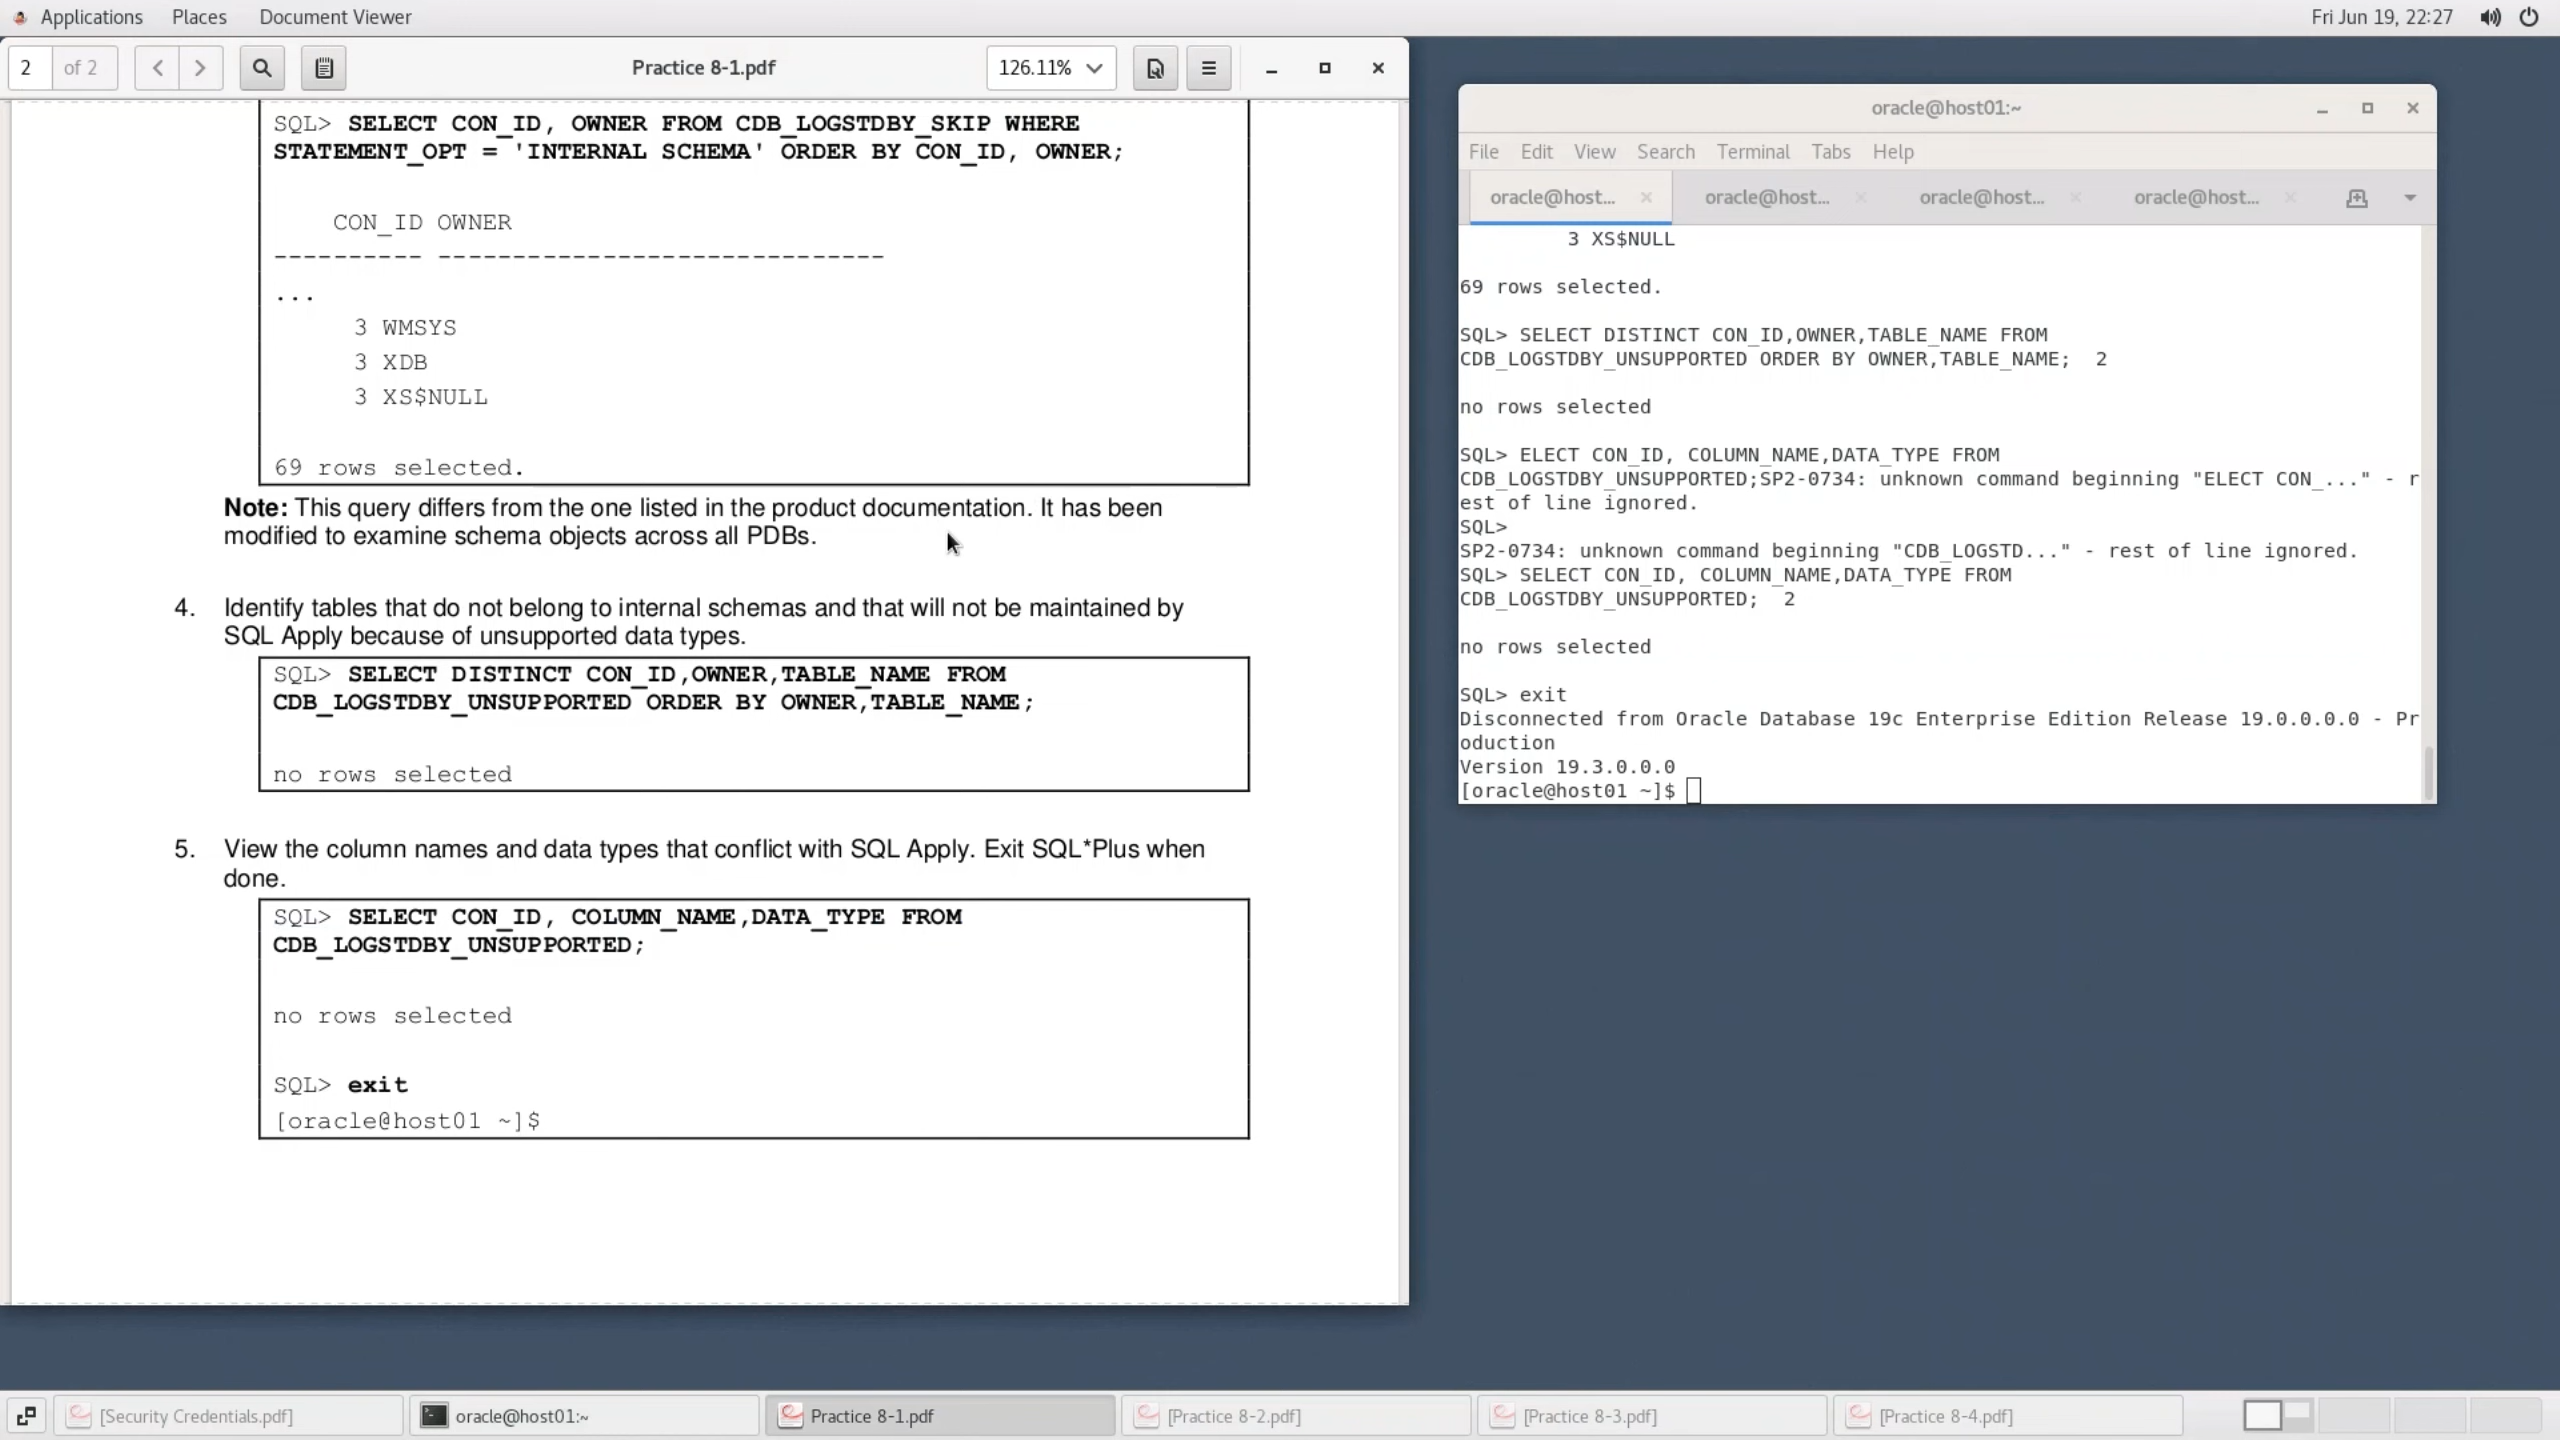 Applications Places Document Viewer Fri Jun 19, 22:27
2 of 2 Practice 8-1.pdf 126.11%
SQL> SELECT CON_ID, OWNER FROM CDB_LOGSTDBY_SKIP WHERE
STATEMENT_OPT = 'INTERNAL SCHEMA' ORDER BY CON_ID, OWNER;
CON_ID OWNER
---------- ------------------------------
...
3 WMSYS
3 XDB
3 XS$NULL
69 rows selected.
Note: This query differs from the one listed in the product documentation. It has been
modified to examine schema objects across all PDBs.
4. Identify tables that do not belong to internal schemas and that will not be maintained by
SQL Apply because of unsupported data types.
SQL> SELECT DISTINCT CON_ID,OWNER,TABLE_NAME FROM
CDB_LOGSTDBY_UNSUPPORTED ORDER BY OWNER,TABLE_NAME;
no rows selected
5. View the column names and data types that conflict with SQL Apply. Exit SQL*Plus when
done.
SQL> SELECT CON_ID, COLUMN_NAME,DATA_TYPE FROM
CDB_LOGSTDBY_UNSUPPORTED;
no rows selected
SQL> exit
[oracle@host01 ~]$
oracle@host01:~
File Edit View Search Terminal Tabs Help
oracle@host... oracle@host... oracle@host... oracle@host...
3 XS$NULL
69 rows selected.
SQL> SELECT DISTINCT CON_ID,OWNER,TABLE_NAME FROM
CDB_LOGSTDBY_UNSUPPORTED ORDER BY OWNER,TABLE_NAME;  2
no rows selected
SQL> ELECT CON_ID, COLUMN_NAME,DATA_TYPE FROM
CDB_LOGSTDBY_UNSUPPORTED;SP2-0734: unknown command beginning "ELECT CON_..." - r
est of line ignored.
SQL>
SP2-0734: unknown command beginning "CDB_LOGSTD..." - rest of line ignored.
SQL> SELECT CON_ID, COLUMN_NAME,DATA_TYPE FROM
CDB_LOGSTDBY_UNSUPPORTED;  2
no rows selected
SQL> exit
Disconnected from Oracle Database 19c Enterprise Edition Release 19.0.0.0.0 - Pr
oduction
Version 19.3.0.0.0
[oracle@host01 ~]$
[Security Credentials.pdf] oracle@host01:~ Practice 8-1.pdf [Practice 8-2.pdf] [Practice 8-3.pdf] [Practice 8-4.pdf]